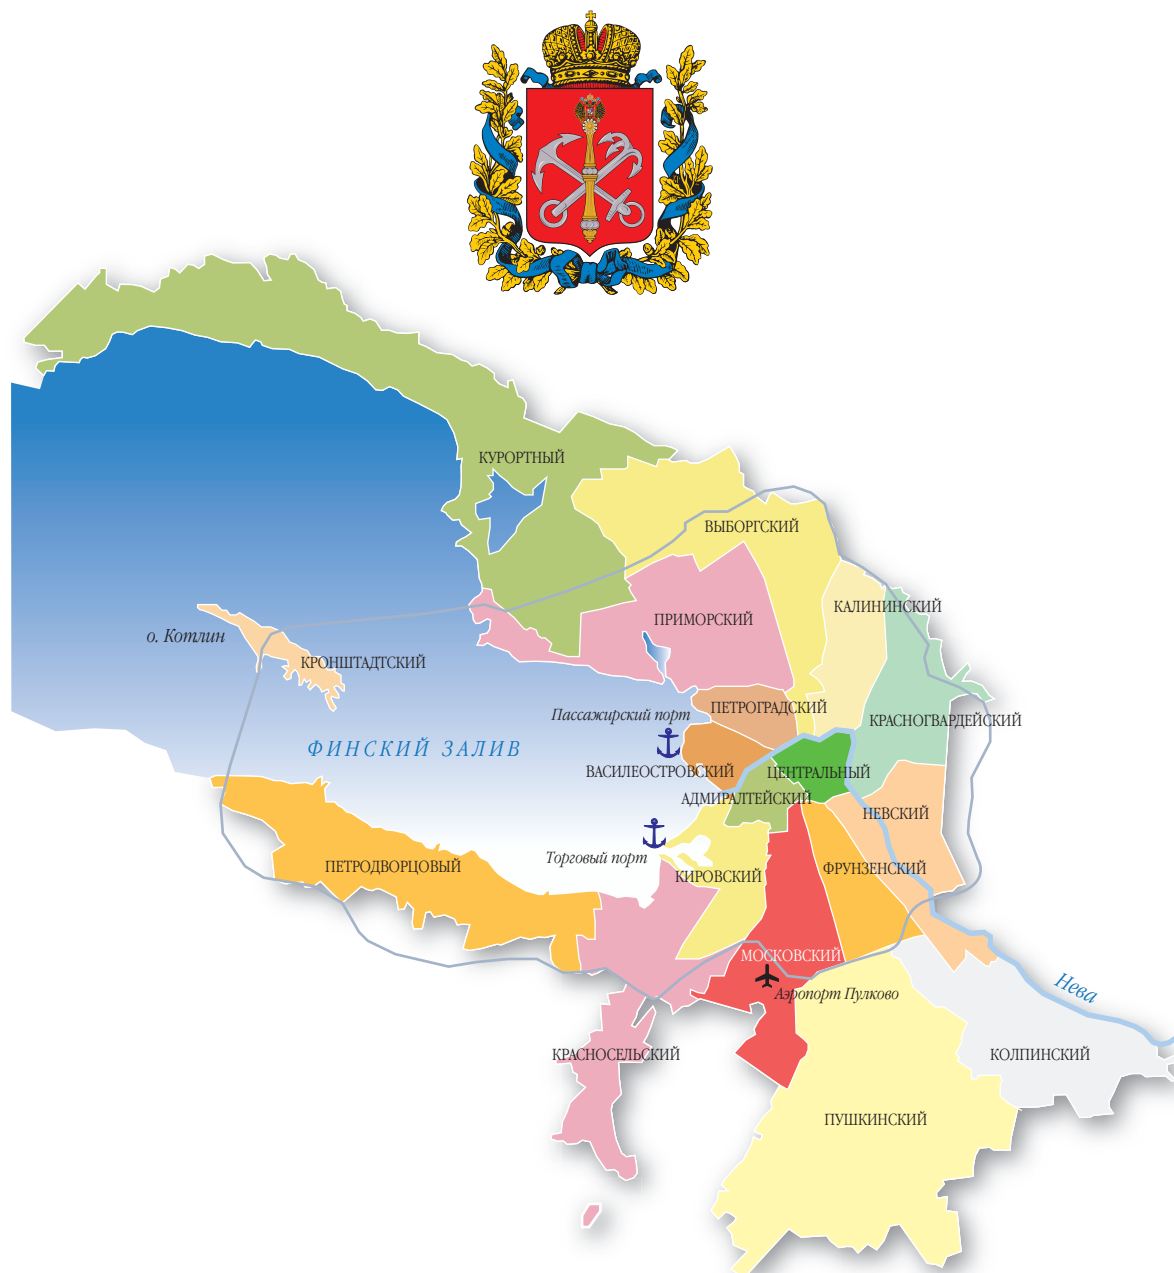 КУРОРТНЫЙ
ВЫБОРГСКИЙ
КАЛИНИНСКИЙ
ПРИМОРСКИЙ
о. Котлин
КРОНШТАДТСКИЙ
ПЕТРОГРАДСКИЙ
Пассажирский порт
КРАСНОГВАРДЕЙСКИЙ
ФИНСКИЙ ЗАЛИВ
ВАСИЛЕОСТРОВСКИЙ
ЦЕНТРАЛЬНЫЙ
АДМИРАЛТЕЙСКИЙ
НЕВСКИЙ
Торговый порт
ПЕТРОДВОРЦОВЫЙ
КИРОВСКИЙ
ФРУНЗЕНСКИЙ
МОСКОВСКИЙ
Аэропорт Пулково
Нева
КРАСНОСЕЛЬСКИЙ
КОЛПИНСКИЙ
ПУШКИНСКИЙ